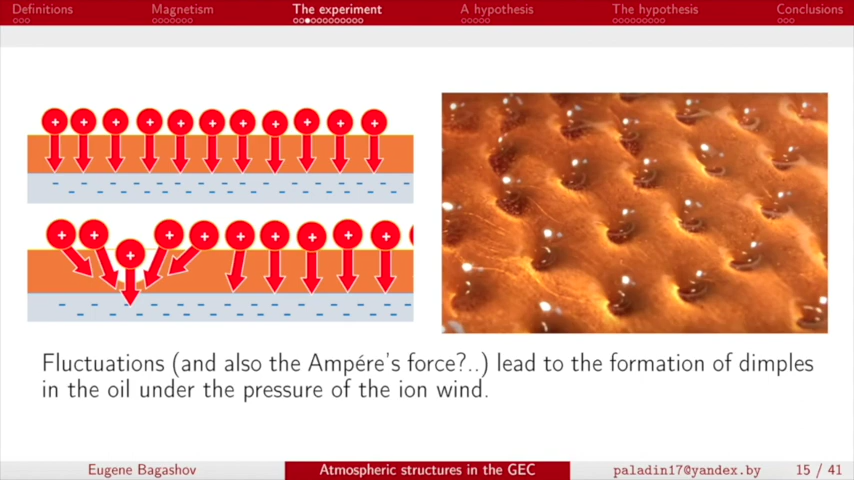 Definitions
Magnetism
The experiment
A hypothesis
The hypothesis
Conclusions
+ + + + + + + + + + +
+ + + + + + + + + +
Fluctuations (and also the Ampére's force?..) lead to the formation of dimples
in the oil under the pressure of the ion wind.
Eugene Bagashov
Atmospheric structures in the GEC
paladin17@yandex.by
15 / 41